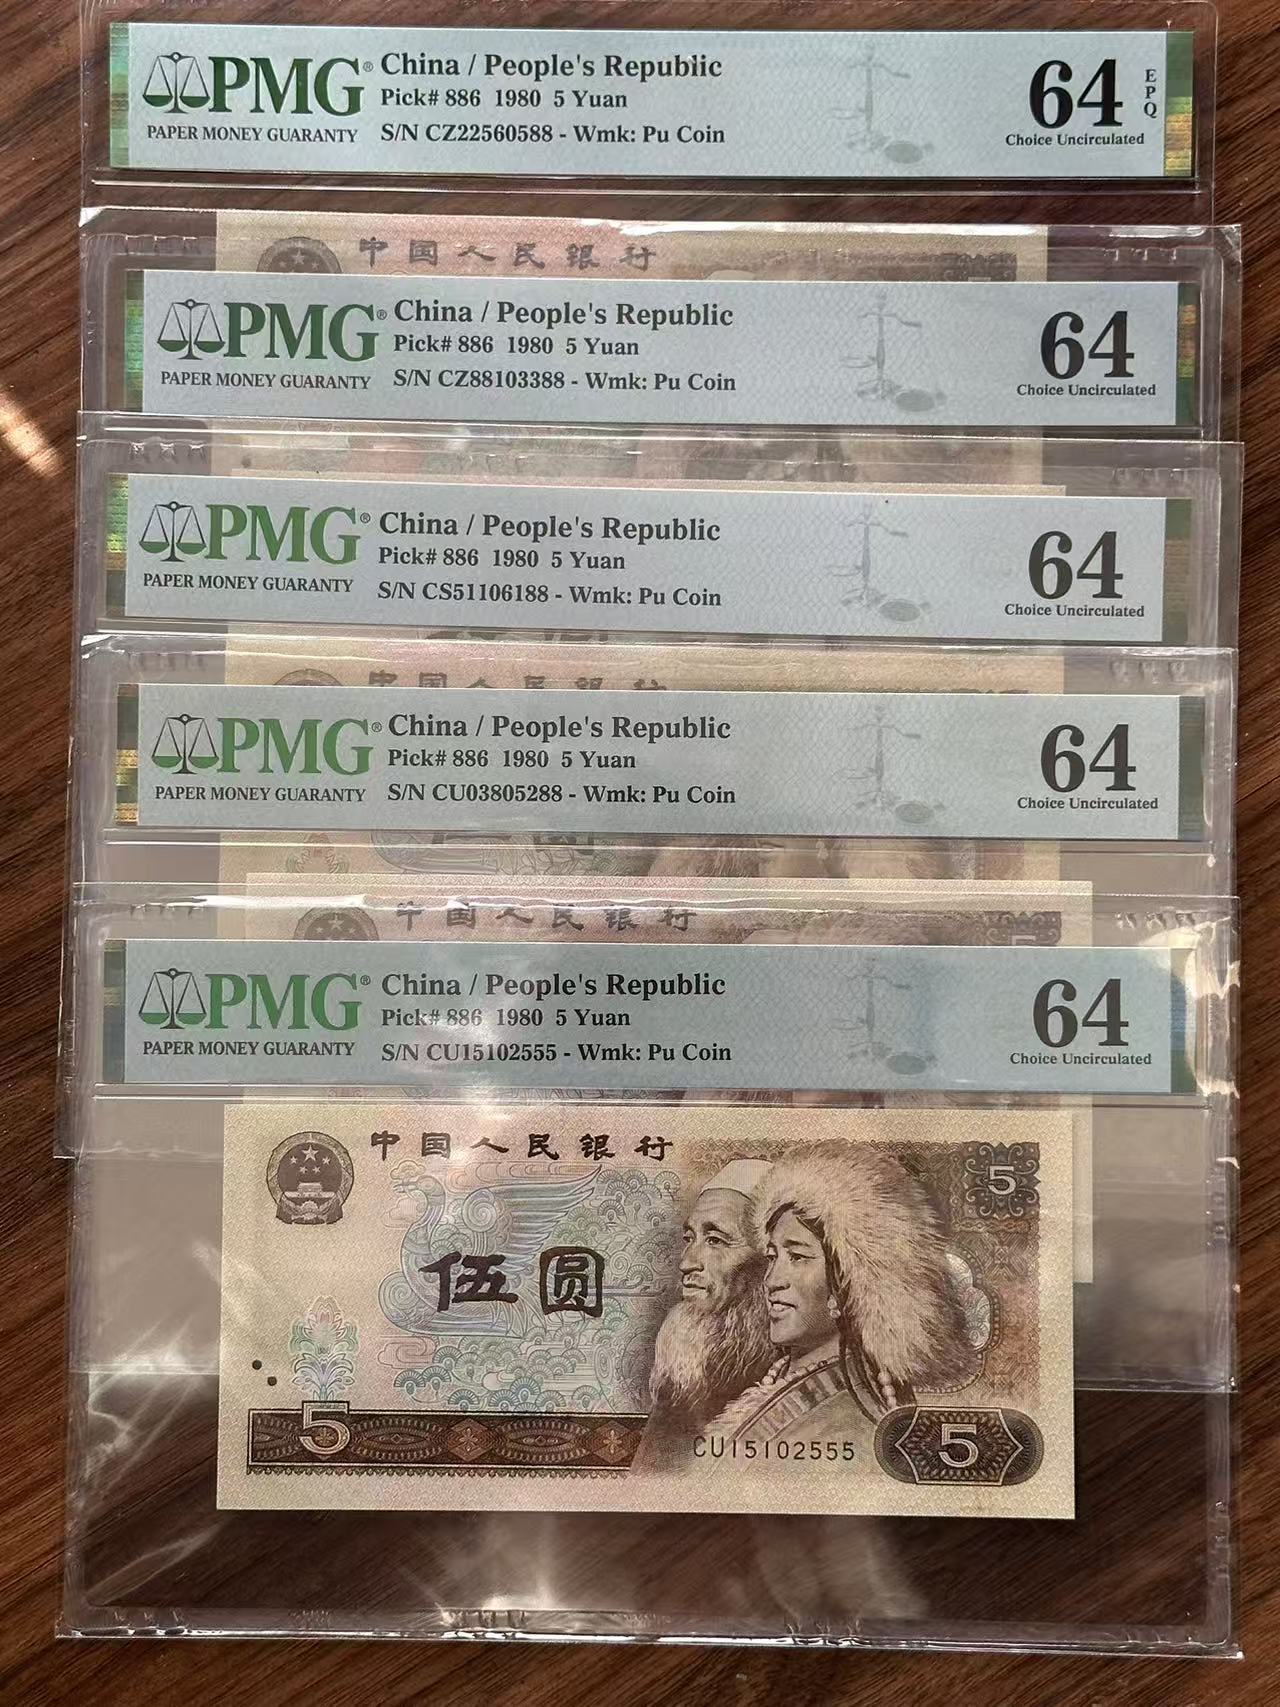 PMG® China / People's Republic 64 EPQ
Pick# 886 1980 5 Yuan
PAPER MONEY GUARANTY S/N CZ22560588 - Wmk: Pu Coin Choice Uncirculated
中国人民银行
PMG® China / People's Republic 64
Pick# 886 1980 5 Yuan
PAPER MONEY GUARANTY S/N CZ88103388 - Wmk: Pu Coin Choice Uncirculated
PMG® China / People's Republic 64
Pick# 886 1980 5 Yuan
PAPER MONEY GUARANTY S/N CS51106188 - Wmk: Pu Coin Choice Uncirculated
中国人民银行
PMG® China / People's Republic 64
Pick# 886 1980 5 Yuan
PAPER MONEY GUARANTY S/N CU03805288 - Wmk: Pu Coin Choice Uncirculated
中国人民银行
PMG® China / People's Republic 64
Pick# 886 1980 5 Yuan
PAPER MONEY GUARANTY S/N CU15102555 - Wmk: Pu Coin Choice Uncirculated
中国人民银行
5
伍圆
5
CU15102555
5